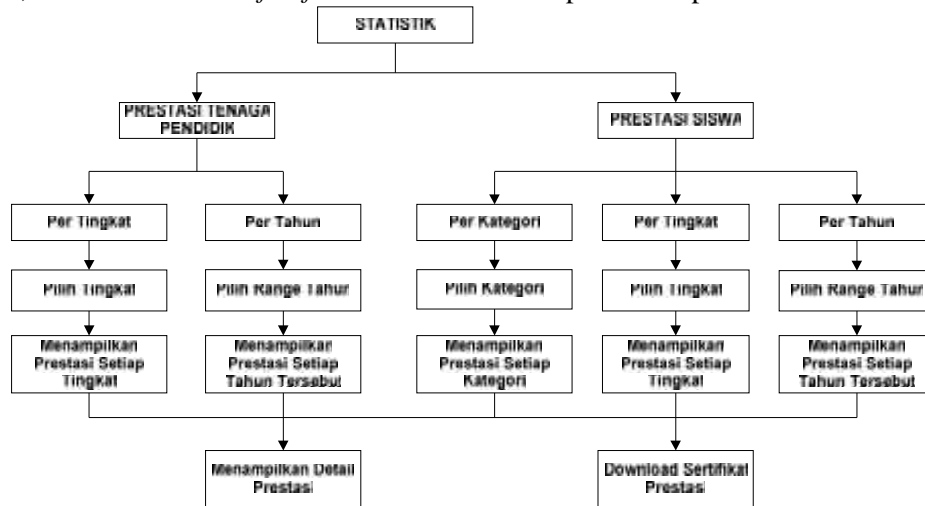 STATISTIK
PRESTASI TENAGA
PENDIDIK
PRESTASI SISWA
Per Tingkat
Per Tahun
Per Kategori
Per Tingkat
Per Tahun
Pilih Tingkat
Pilih Range Tahun
Pilih Kategori
Pilih Tingkat
Pilih Range Tahun
Menampilkan
Prestasi Setiap
Tingkat
Menampilkan
Prestasi Setiap
Tahun Tersebut
Menampilkan
Prestasi Setiap
Kategori
Menampilkan
Prestasi Setiap
Tingkat
Menampilkan
Prestasi Setiap
Tahun Tersebut
Menampilkan Detail
Prestasi
Download Sertifikat
Prestasi